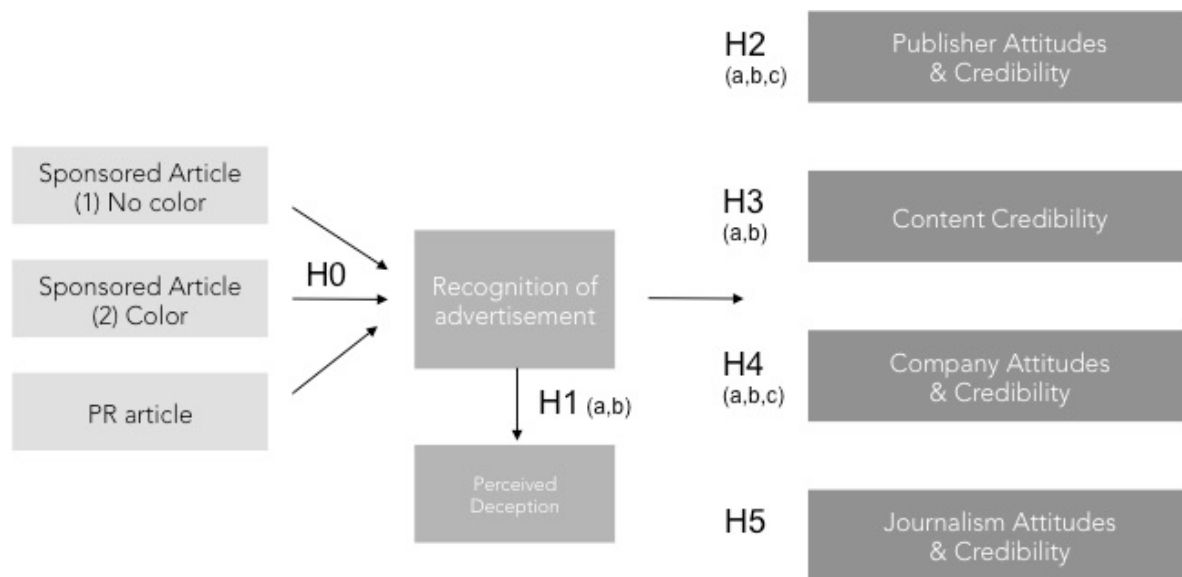 Sponsored Article
(1) No color
Sponsored Article
(2) Color
PR article
H0
Recognition of
advertisement
H1 (a,b)
Perceived
Deception
H2
(a,b,c)
Publisher Attitudes
& Credibility
H3
(a,b)
Content Credibility
H4
(a,b,c)
Company Attitudes
& Credibility
H5
Journalism Attitudes
& Credibility